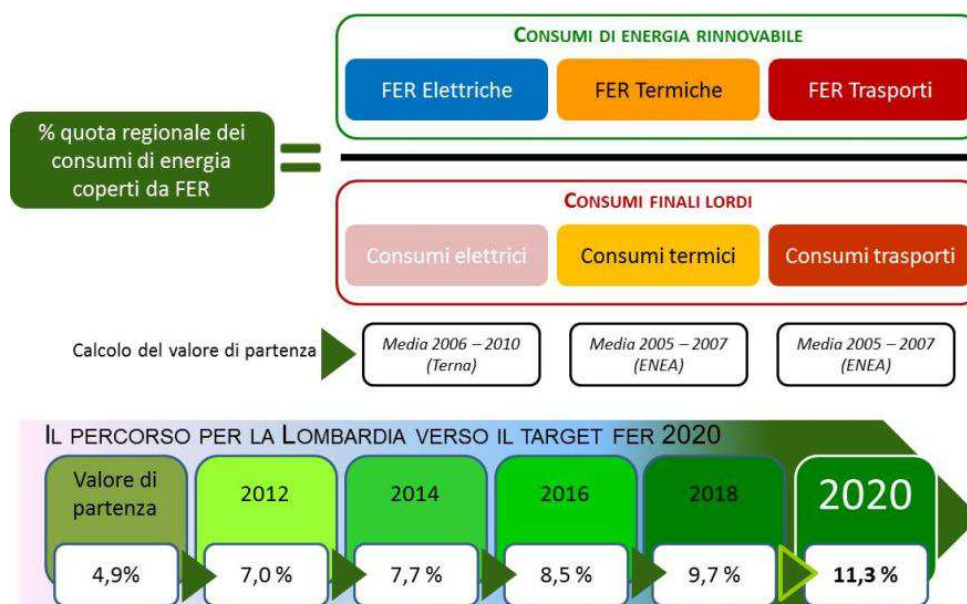 CONSUMI DI ENERGIA RINNOVABILE
FER Elettriche
FER Termiche
FER Trasporti
% quota regionale dei
consumi di energia
coperti da FER
=
CONSUMI FINALI LORDI
Consumi elettrici
Consumi termici
Consumi trasporti
Calcolo del valore di partenza
Media 2006 – 2010
(Terna)
Media 2005 – 2007
(ENEA)
Media 2005 – 2007
(ENEA)
IL PERCORSO PER LA LOMBARDIA VERSO IL TARGET FER 2020
Valore di
partenza
2012
2014
2016
2018
2020
4,9%
7,0 %
7,7 %
8,5 %
9,7 %
11,3 %